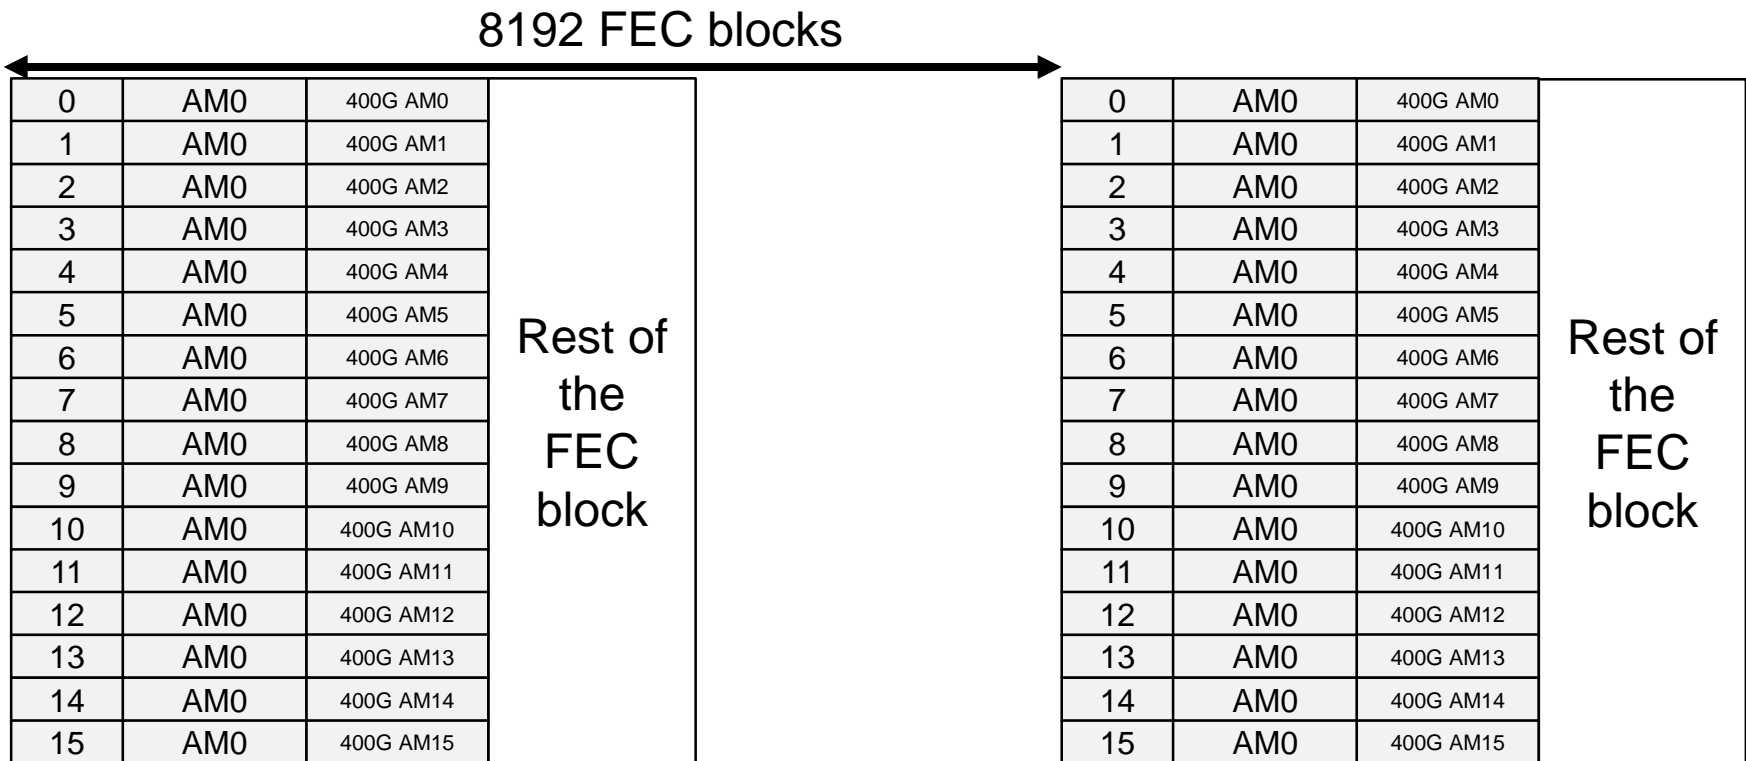 8192 FEC blocks
0 AM0 400G AM0 0 AM0 400G AM0
1 AM0 400G AM1 1 AM0 400G AM1
2 AM0 400G AM2 2 AM0 400G AM2
3 AM0 400G AM3 3 AM0 400G AM3
4 AM0 400G AM4 4 AM0 400G AM4
5 AM0 400G AM5 5 AM0 400G AM5
6 AM0 400G AM6 6 AM0 400G AM6
7 AM0 400G AM7 7 AM0 400G AM7
8 AM0 400G AM8 8 AM0 400G AM8
9 AM0 400G AM9 9 AM0 400G AM9
10 AM0 400G AM10 10 AM0 400G AM10
11 AM0 400G AM11 11 AM0 400G AM11
12 AM0 400G AM12 12 AM0 400G AM12
13 AM0 400G AM13 13 AM0 400G AM13
14 AM0 400G AM14 14 AM0 400G AM14
15 AM0 400G AM15 15 AM0 400G AM15
Rest of
the
FEC
block
Rest of
the
FEC
block